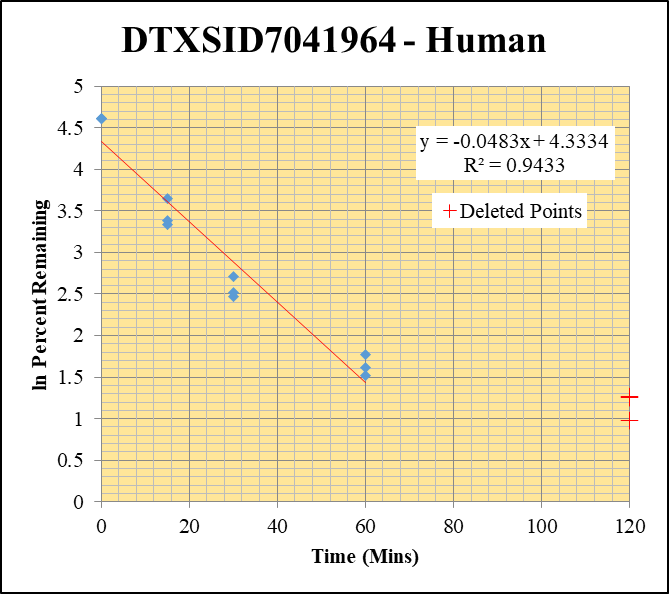 DTXSID7041964 - Human
5
4.5
4
3.5
3
2.5
2
1.5
1
0.5
0
ln Percent Remaining
y = -0.0483x + 4.3334
R² = 0.9433
Deleted Points
0 20 40 60 80 100 120
Time (Mins)